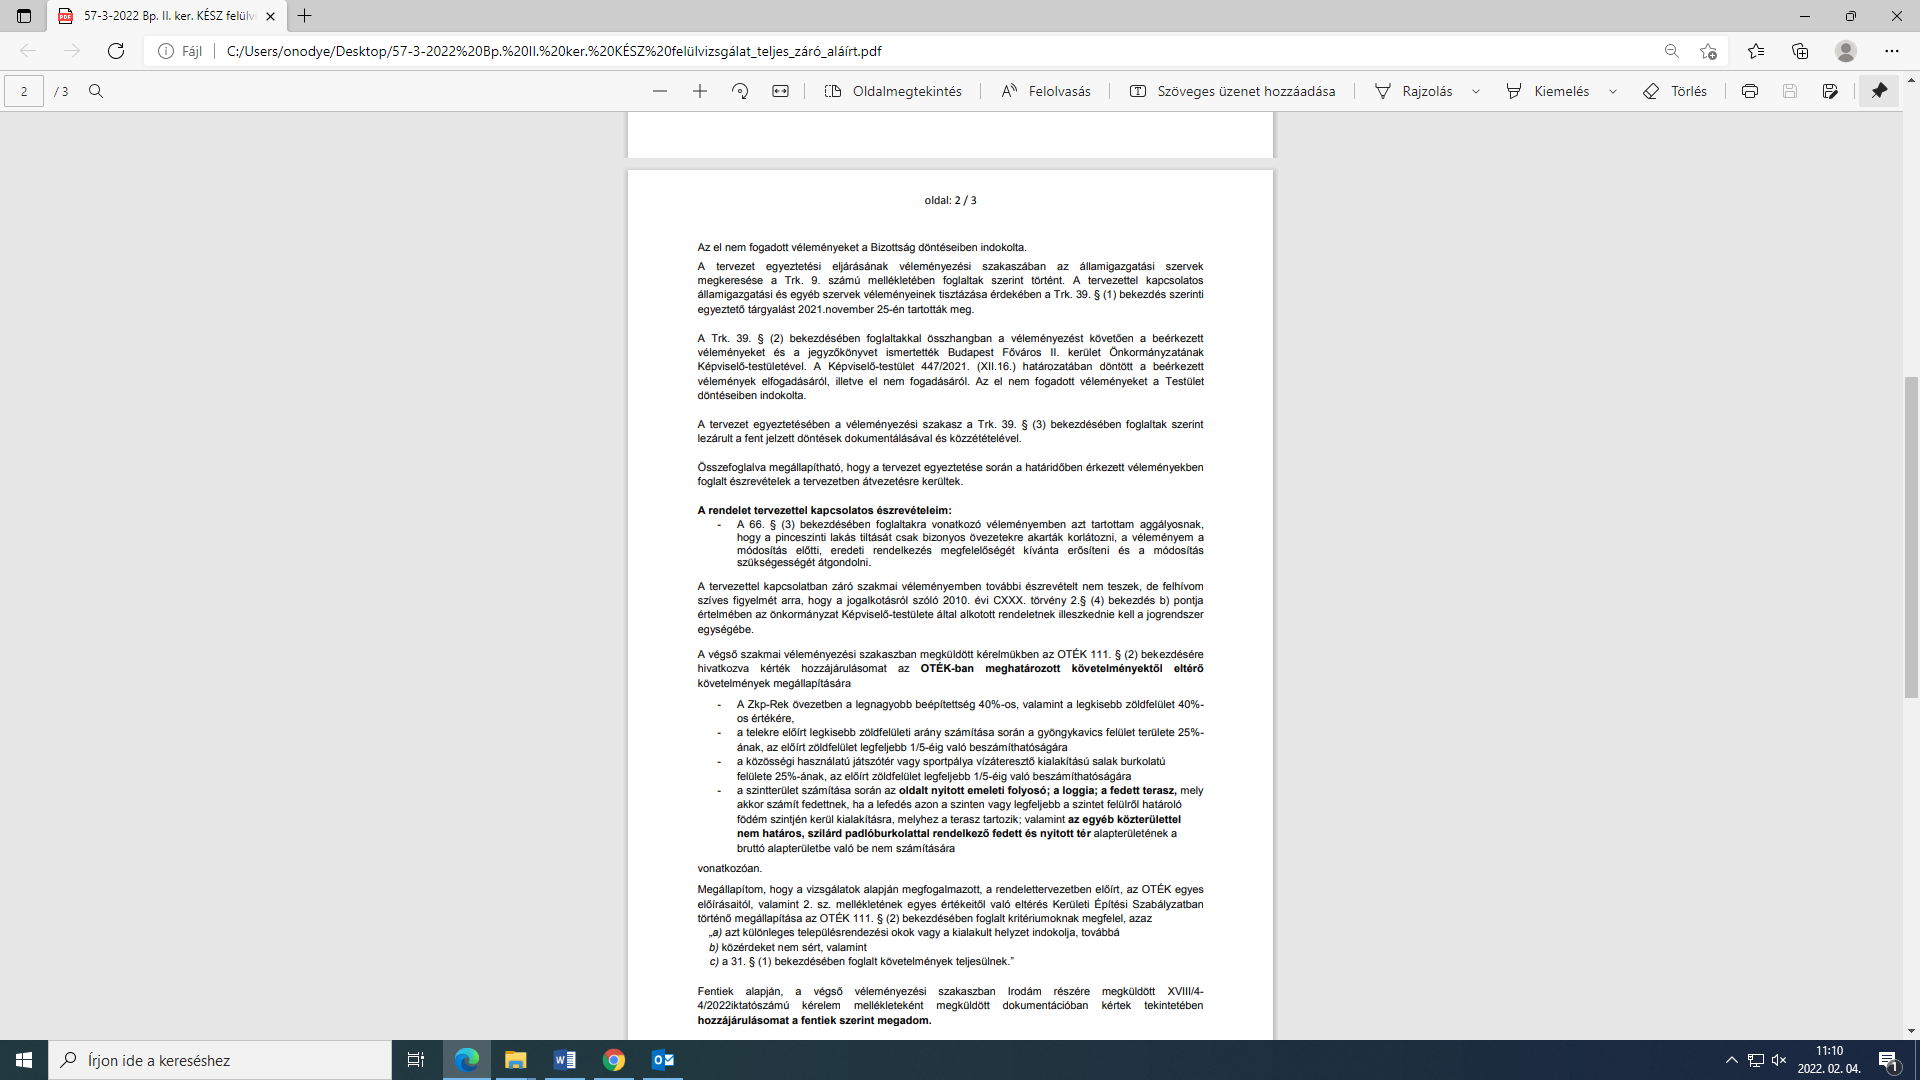 57-3-2022 Bp. II. ker. KÉSZ felülv
Fájl
C:/Users/onodye/Desktop/57-3-2022%20Bp.%20II.%20ker.%20KÉSZ%20felülvizsgálat_teljes_záró_aláírt.pdf
2 / 3
Oldalmegtekintés
Felolvasás
Szöveges üzenet hozzáadása
Rajzolás
Kiemelés
Törlés
oldal: 2 / 3
Az el nem fogadott véleményeket a Bizottság döntéseiben indokolta.
A tervezet egyeztetési eljárásának véleményezési szakaszában az államigazgatási szervek
megkeresése a Trk. 9. számú mellékletében foglaltak szerint történt. A tervezettel kapcsolatos
államigazgatási és egyéb szervek véleményeinek tisztázása érdekében a Trk. 39. § (1) bekezdés szerinti
egyeztető tárgyalást 2021.november 25-én tartották meg.
A Trk. 39. § (2) bekezdésében foglaltakkal összhangban a véleményezést követően a beérkezett
véleményeket és a jegyzőkönyvet ismertették Budapest Főváros II. kerület Önkormányzatának
Képviselő-testületével. A Képviselő-testület 447/2021. (XII.16.) határozatában döntött a beérkezett
vélemények elfogadásáról, illetve el nem fogadásáról. Az el nem fogadott véleményeket a Testület
döntéseiben indokolta.
A tervezet egyeztetésében a véleményezési szakasz a Trk. 39. § (3) bekezdésében foglaltak szerint
lezárult a fent jelzett döntések dokumentálásával és közzétételével.
Összefoglalva megállapítható, hogy a tervezet egyeztetése során a határidőben érkezett véleményekben
foglalt észrevételek a tervezetben átvezetésre kerültek.
A rendelet tervezettel kapcsolatos észrevételeim:
- A 66. § (3) bekezdésében foglaltakra vonatkozó véleményemben azt tartottam aggályosnak,
hogy a pinceszinti lakás tiltását csak bizonyos övezetekre akarták korlátozni, a véleményem a
módosítás előtti, eredeti rendelkezés megfelelőségét kívánta erősíteni és a módosítás
szükségességét átgondolni.
A tervezettel kapcsolatban záró szakmai véleményemben további észrevételt nem teszek, de felhívom
szíves figyelmét arra, hogy a jogalkotásról szóló 2010. évi CXXX. törvény 2.§ (4) bekezdés b) pontja
értelmében az önkormányzat Képviselő-testülete által alkotott rendeletnek illeszkednie kell a jogrendszer
egységébe.
A végső szakmai véleményezési szakaszban megküldött kérelmükben az OTÉK 111. § (2) bekezdésére
hivatkozva kérték hozzájárulásomat az OTÉK-ban meghatározott követelményektől eltérő
követelmények megállapítására
- A Zkp-Rek övezetben a legnagyobb beépítettség 40%-os, valamint a legkisebb zöldfelület 40%-
os értékére,
- a telekre előírt legkisebb zöldfelületi arány számítása során a gyöngykavics felület területe 25%-
ának, az előírt zöldfelület legfeljebb 1/5-éig való beszámíthatóságára
- a közösségi használatú játszótér vagy sportpálya vízáteresztő kialakítású salak burkolatú
felülete 25%-ának, az előírt zöldfelület legfeljebb 1/5-éig való beszámíthatóságára
- a szintterület számítása során az oldalt nyitott emeleti folyosó; a loggia; a fedett terasz, mely
akkor számít fedettnek, ha a lefedés azon a szinten vagy legfeljebb a szintet felülről határoló
födém szintjén kerül kialakításra, melyhez a terasz tartozik; valamint az egyéb közterülettel
nem határos, szilárd padlóburkolattal rendelkező fedett és nyitott tér alapterületének a
bruttó alapterületbe való be nem számítására
vonatkozóan.
Megállapítom, hogy a vizsgálatok alapján megfogalmazott, a rendelettervezetben előírt, az OTÉK egyes
előírásaitól, valamint 2. sz. mellékletének egyes értékeitől való eltérés Kerületi Építési Szabályzatban
történő megállapítása az OTÉK 111. § (2) bekezdésében foglalt kritériumoknak megfelel, azaz
„a) azt különleges településrendezési okok vagy a kialakult helyzet indokolja, továbbá
b) közérdeket nem sért, valamint
c) a 31. § (1) bekezdésében foglalt követelmények teljesülnek.”
Fentiek alapján, a végső véleményezési szakaszban Irodám részére megküldött XVIII/4-
4/2022iktatószámú kérelem mellékleteként megküldött dokumentációban kértek tekintetében
hozzájárulásomat a fentiek szerint megadom.
Írjon ide a kereséshez
11:10
2022. 02. 04.
1